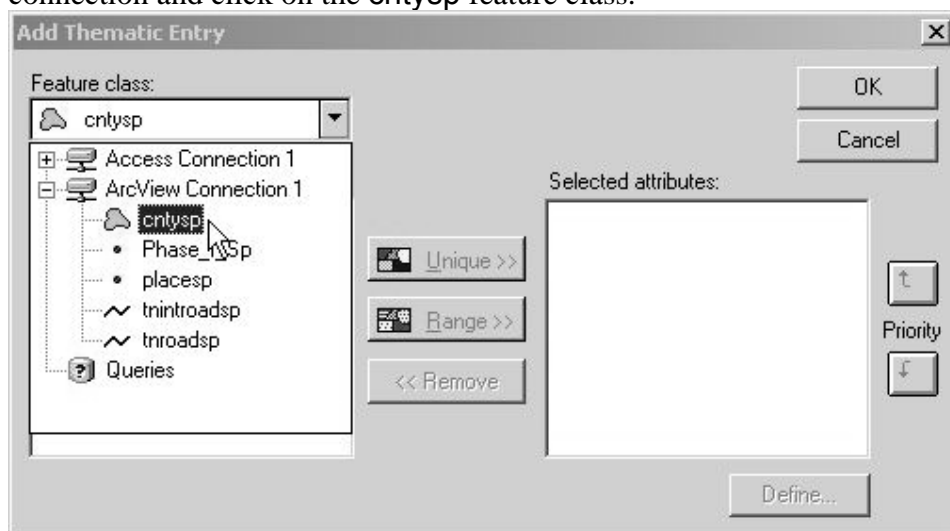 connection and click on the cntysp feature class.
Add Thematic Entry
Feature class:
cntysp
Access Connection 1
ArcView Connection 1
cntysp
placesp
tnintroadsp
tnroadsp
Queries
Unique >>
Range >>
<< Remove
Selected attributes:
OK
Cancel
Priority
Define...